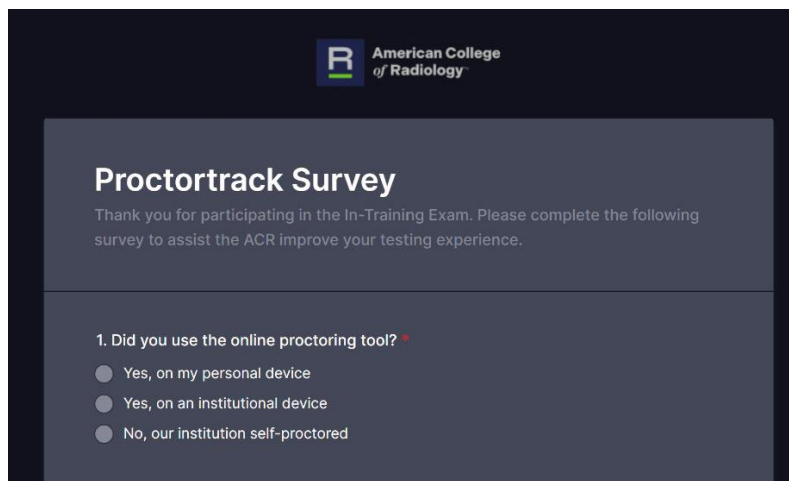 R
American College
of Radiology™
Proctortrack Survey
Thank you for participating in the In-Training Exam. Please complete the following
survey to assist the ACR improve your testing experience.
1. Did you use the online proctoring tool? *
Yes, on my personal device
Yes, on an institutional device
No, our institution self-proctored